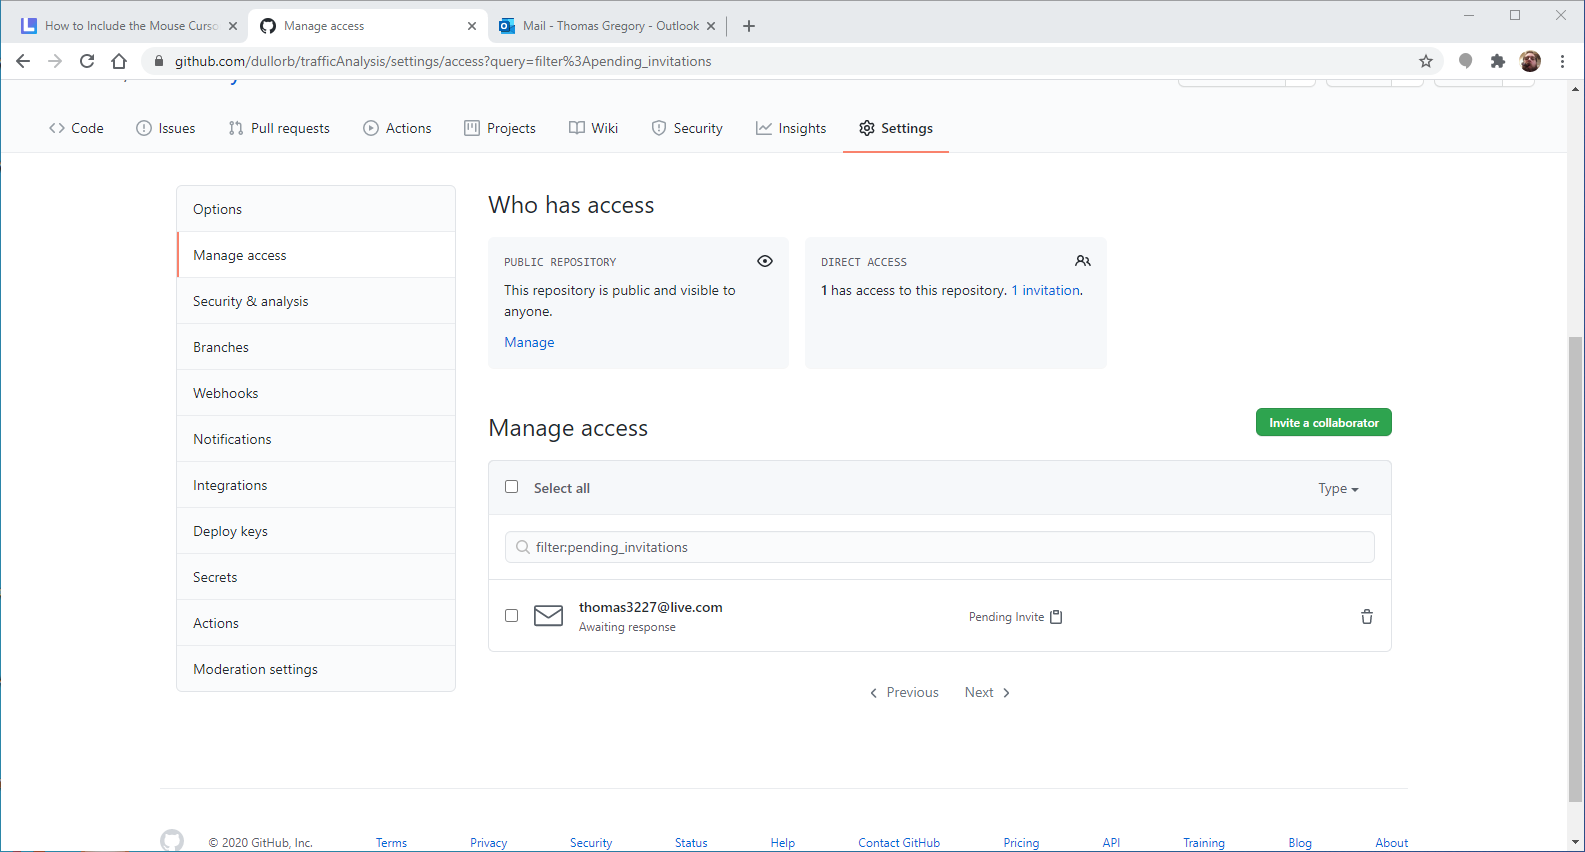 How to Include the Mouse Curso
Manage access
Mail - Thomas Gregory - Outlook
github.com/dullorb/trafficAnalysis/settings/access?query=filter%3Apending_invitations
Code
Issues
Pull requests
Actions
Projects
Wiki
Security
Insights
Settings
Options
Manage access
Security & analysis
Branches
Webhooks
Notifications
Integrations
Deploy keys
Secrets
Actions
Moderation settings
Who has access
PUBLIC REPOSITORY
This repository is public and visible to
anyone.
Manage
DIRECT ACCESS
1 has access to this repository. 1 invitation.
Manage access
Invite a collaborator
Select all
Type
filter:pending_invitations
thomas3227@live.com
Awaiting response
Pending Invite
Previous
Next
© 2020 GitHub, Inc.
Terms
Privacy
Security
Status
Help
Contact GitHub
Pricing
API
Training
Blog
About